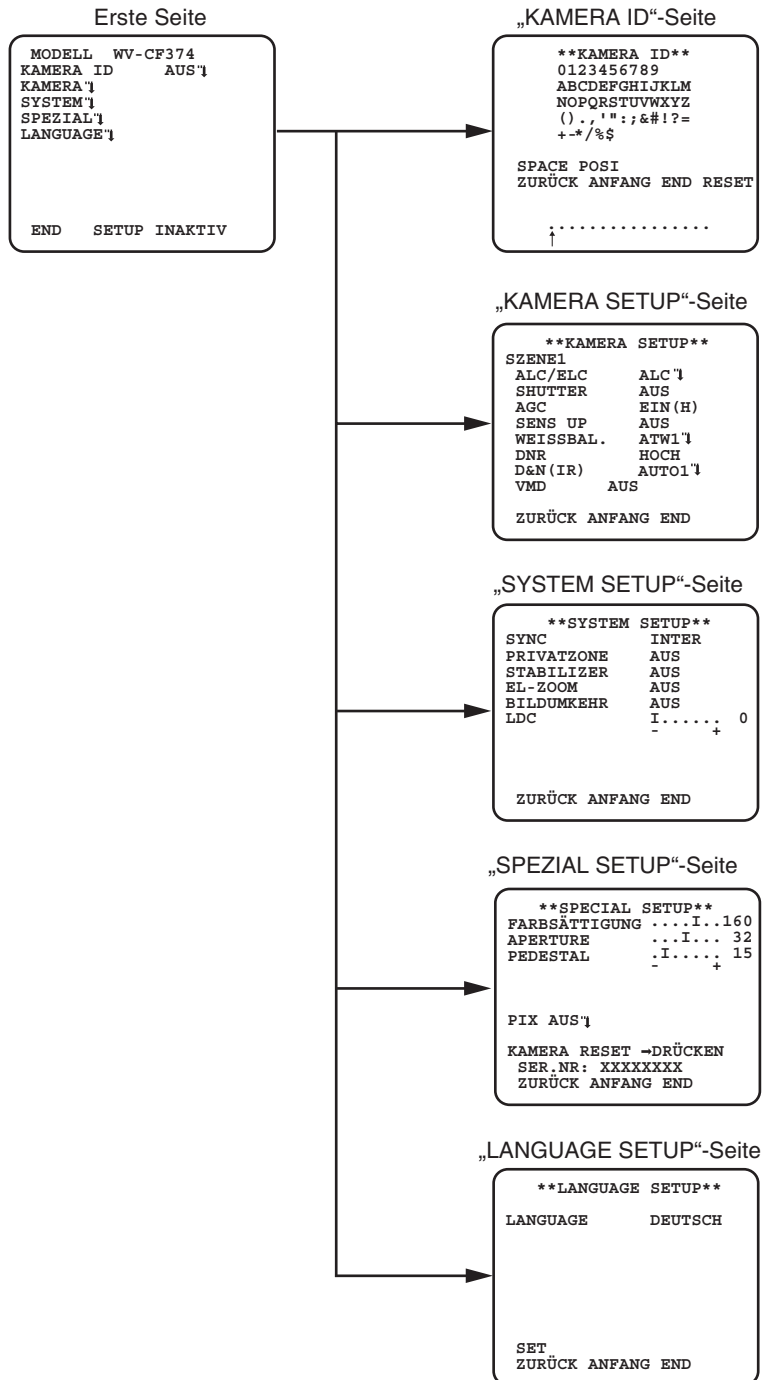 Erste Seite
MODELL WV-CF374
KAMERA ID AUS
KAMERA
SYSTEM
SPEZIAL
LANGUAGE
END SETUP INAKTIV
„KAMERA ID“-Seite
**KAMERA ID**
0123456789
ABCDEFGHIJKLM
NOPQRSTUVWXYZ
().,'":;&#!?=
+-*/%$
SPACE POSI
ZURÜCK ANFANG END RESET
................
↑
„KAMERA SETUP“-Seite
**KAMERA SETUP**
SZENE1
ALC/ELC ALC
SHUTTER AUS
AGC EIN(H)
SENS UP AUS
WEISSBAL. ATW1
DNR HOCH
D&N(IR) AUTO1
VMD AUS
ZURÜCK ANFANG END
„SYSTEM SETUP“-Seite
**SYSTEM SETUP**
SYNC INTER
PRIVATZONE AUS
STABILIZER AUS
EL-ZOOM AUS
BILDUMKEHR AUS
LDC I...... 0
- +
ZURÜCK ANFANG END
„SPEZIAL SETUP“-Seite
**SPECIAL SETUP**
FARBSÄTTIGUNG ....I..160
APERTURE ...I... 32
PEDESTAL .I..... 15
- +
PIX AUS
KAMERA RESET →DRÜCKEN
SER.NR: XXXXXXXX
ZURÜCK ANFANG END
„LANGUAGE SETUP“-Seite
**LANGUAGE SETUP**
LANGUAGE DEUTSCH
SET
ZURÜCK ANFANG END